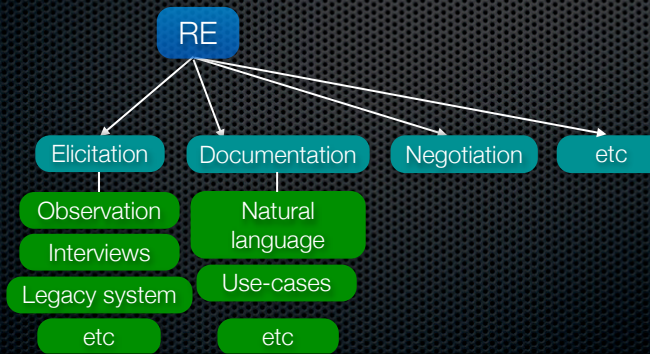 RE
Elicitation
Documentation
Negotiation
etc
Observation
Interviews
Legacy system
etc
Natural
language
Use-cases
etc